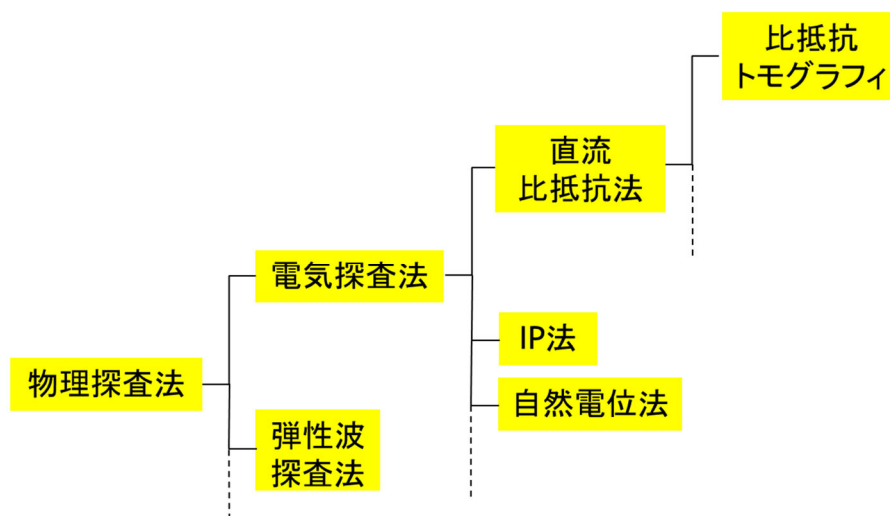 比抵抗
トモグラフィ
直流
比抵抗法
電気探査法
IP法
物理探査法
自然電位法
弾性波
探査法